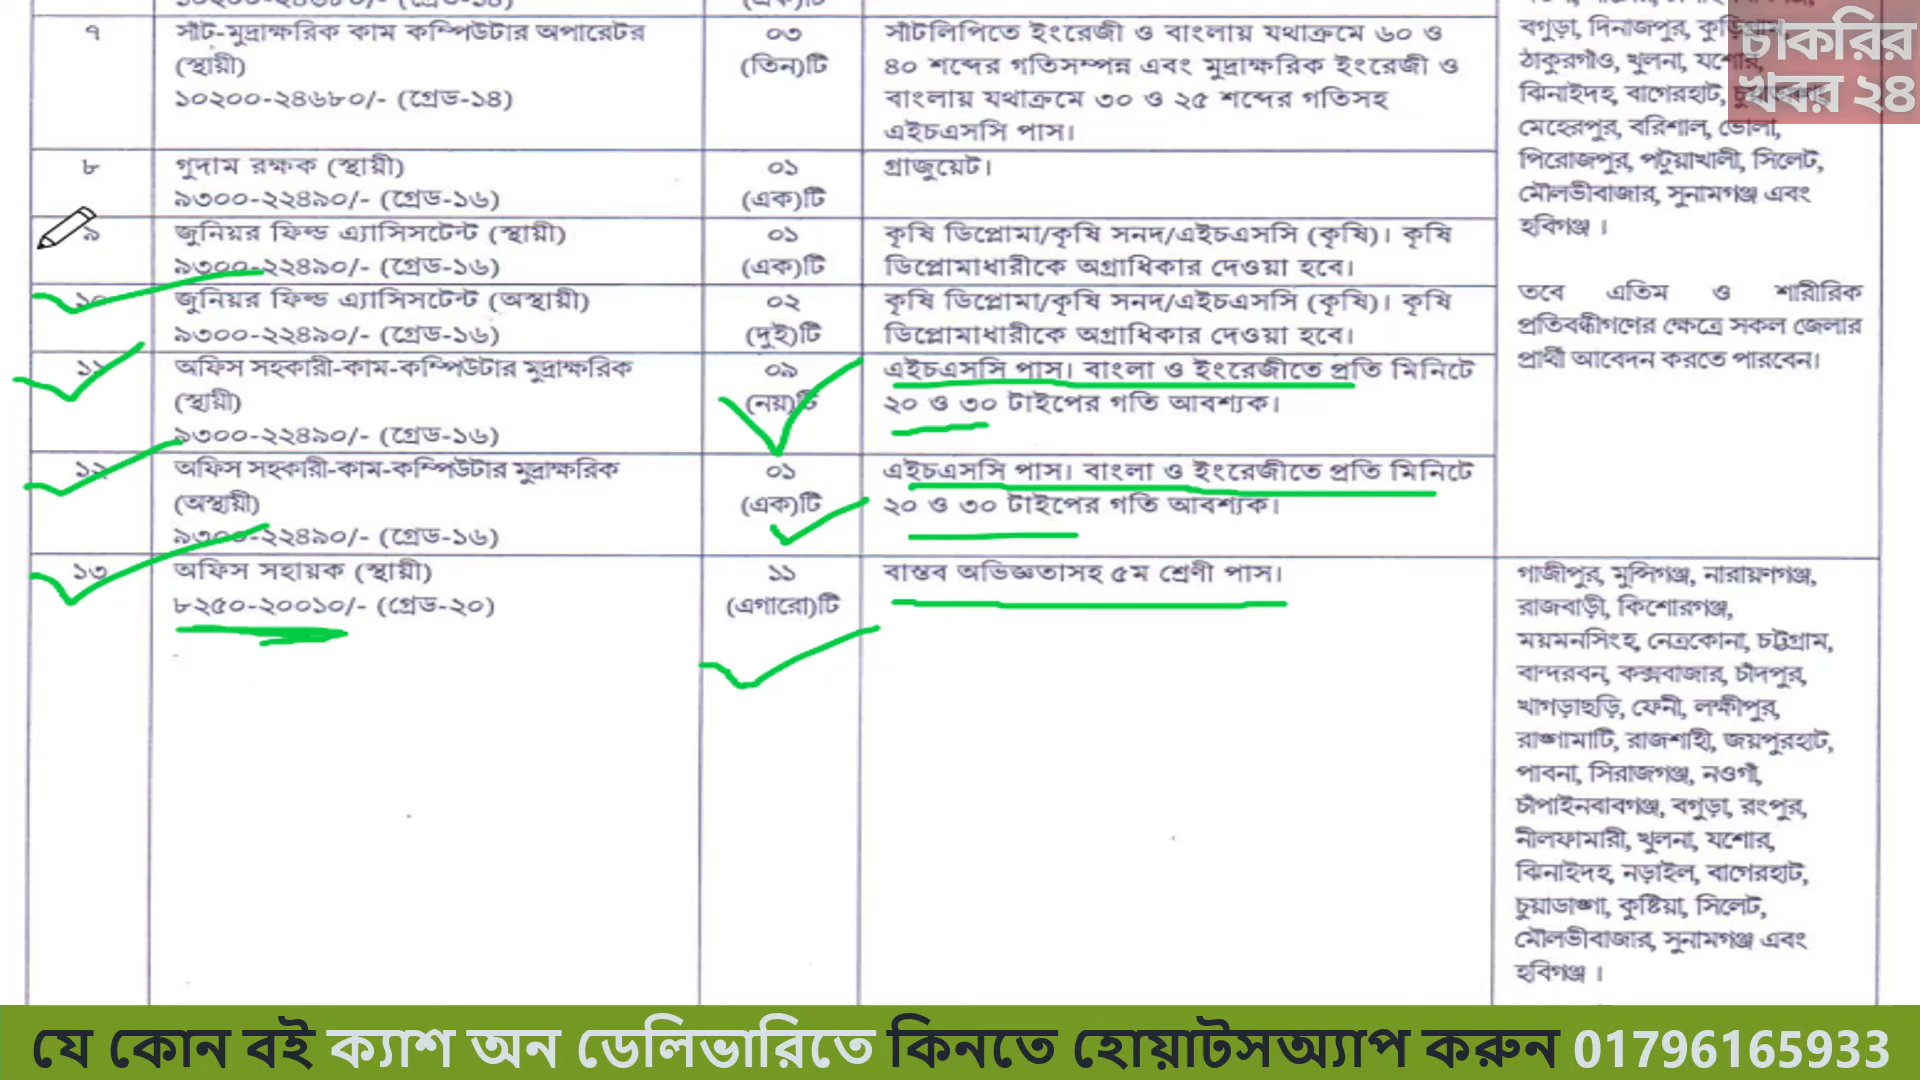 চাকরির
খবর ২৪
৭
সাঁট-মুদ্রাক্ষরিক কাম কম্পিউটার অপারেটর
(স্থায়ী)
১০২০০-২৪৬৮০/- (গ্রেড-১৪)
০৩
(তিন)টি
সাঁটলিপিতে ইংরেজী ও বাংলায় যথাক্রমে ৬০ ও
৪০ শব্দের গতিসম্পন্ন এবং মুদ্রাক্ষরিক ইংরেজী ও
বাংলায় যথাক্রমে ৩০ ও ২৫ শব্দের গতিসহ
এইচএসসি পাস।
বগুড়া, দিনাজপুর, কুড়িগ্রাম,
ঠাকুরগাঁও, খুলনা, যশোর,
ঝিনাইদহ, বাগেরহাট, চুয়াডাঙ্গা,
মেহেরপুর, বরিশাল, ভোলা,
পিরোজপুর, পটুয়াখালী, সিলেট,
মৌলভীবাজার, সুনামগঞ্জ এবং
হবিগঞ্জ।
তবে এতিম ও শারীরিক
প্রতিবন্ধীগণের ক্ষেত্রে সকল জেলার
প্রার্থী আবেদন করতে পারবেন।
৮
গুদাম রক্ষক (স্থায়ী)
৯৩০০-২২৪৯০/- (গ্রেড-১৬)
০১
(এক)টি
গ্রাজুয়েট।
৯
জুনিয়র ফিল্ড এ্যাসিসটেন্ট (স্থায়ী)
৯৩০০-২২৪৯০/- (গ্রেড-১৬)
০১
(এক)টি
কৃষি ডিপ্লোমা/কৃষি সনদ/এইচএসসি (কৃষি)। কৃষি
ডিপ্লোমাধারীকে অগ্রাধিকার দেওয়া হবে।
১০
জুনিয়র ফিল্ড এ্যাসিসটেন্ট (অস্থায়ী)
৯৩০০-২২৪৯০/- (গ্রেড-১৬)
০২
(দুই)টি
কৃষি ডিপ্লোমা/কৃষি সনদ/এইচএসসি (কৃষি)। কৃষি
ডিপ্লোমাধারীকে অগ্রাধিকার দেওয়া হবে।
১১
অফিস সহকারী-কাম-কম্পিউটার মুদ্রাক্ষরিক
(স্থায়ী)
৯৩০০-২২৪৯০/- (গ্রেড-১৬)
০৯
(নয়)টি
এইচএসসি পাস। বাংলা ও ইংরেজীতে প্রতি মিনিটে
২০ ও ৩০ টাইপের গতি আবশ্যক।
১২
অফিস সহকারী-কাম-কম্পিউটার মুদ্রাক্ষরিক
(অস্থায়ী)
৯৩০০-২২৪৯০/- (গ্রেড-১৬)
০১
(এক)টি
এইচএসসি পাস। বাংলা ও ইংরেজীতে প্রতি মিনিটে
২০ ও ৩০ টাইপের গতি আবশ্যক।
১৩
অফিস সহায়ক (স্থায়ী)
৮২৫০-২০০১০/- (গ্রেড-২০)
১১
(এগারো)টি
বাস্তব অভিজ্ঞতাসহ ৫ম শ্রেণী পাস।
গাজীপুর, মুন্সিগঞ্জ, নারায়ণগঞ্জ,
রাজবাড়ী, কিশোরগঞ্জ,
ময়মনসিংহ, নেত্রকোনা, চট্টগ্রাম,
বান্দরবন, কক্সবাজার, চাঁদপুর,
খাগড়াছড়ি, ফেনী, লক্ষীপুর,
রাঙ্গামাটি, রাজশাহী, জয়পুরহাট,
পাবনা, সিরাজগঞ্জ, নওগাঁ,
চাঁপাইনবাবগঞ্জ, বগুড়া, রংপুর,
নীলফামারী, খুলনা, যশোর,
ঝিনাইদহ, নড়াইল, বাগেরহাট,
চুয়াডাঙ্গা, কুষ্টিয়া, সিলেট,
মৌলভীবাজার, সুনামগঞ্জ এবং
হবিগঞ্জ।
যে কোন বই ক্যাশ অন ডেলিভারিতে কিনতে হোয়াটসঅ্যাপ করুন 01796165933